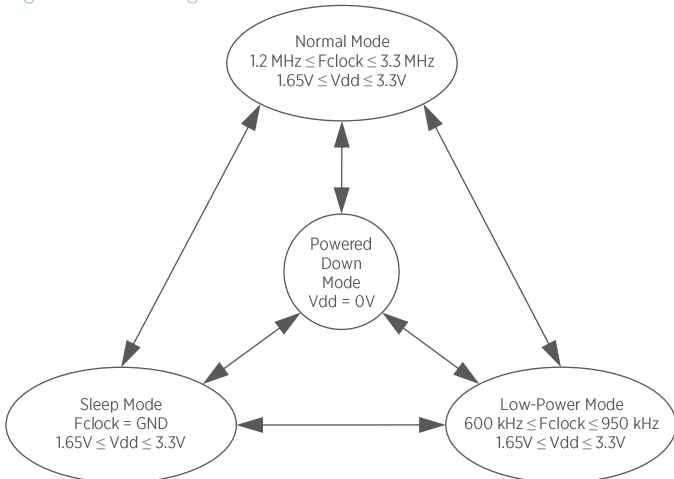 Normal Mode
1.2 MHz ≤ Fclock ≤ 3.3 MHz
1.65V ≤ Vdd ≤ 3.3V
Powered
Down
Mode
Vdd = 0V
Sleep Mode
Fclock = GND
1.65V ≤ Vdd ≤ 3.3V
Low-Power Mode
600 kHz ≤ Fclock ≤ 950 kHz
1.65V ≤ Vdd ≤ 3.3V